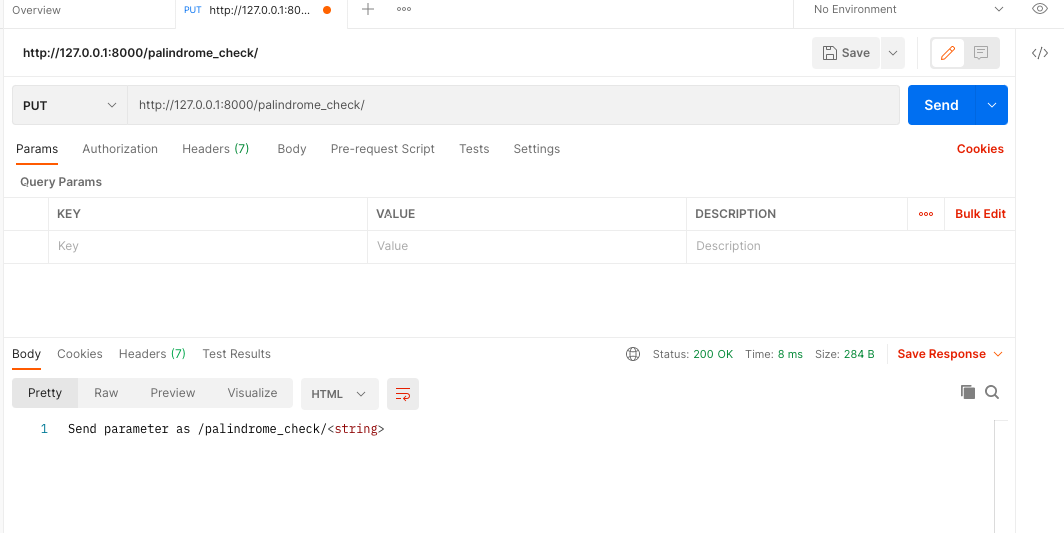 Overview
PUT http://127.0.0.1:80...
No Environment
http://127.0.0.1:8000/palindrome_check/
Save
PUT
http://127.0.0.1:8000/palindrome_check/
Send
Params Authorization Headers (7) Body Pre-request Script Tests Settings Cookies
Query Params
KEY VALUE DESCRIPTION Bulk Edit
Key Value Description
Body Cookies Headers (7) Test Results Status: 200 OK Time: 8 ms Size: 284 B Save Response
Pretty Raw Preview Visualize HTML
1 Send parameter as /palindrome_check/<string>